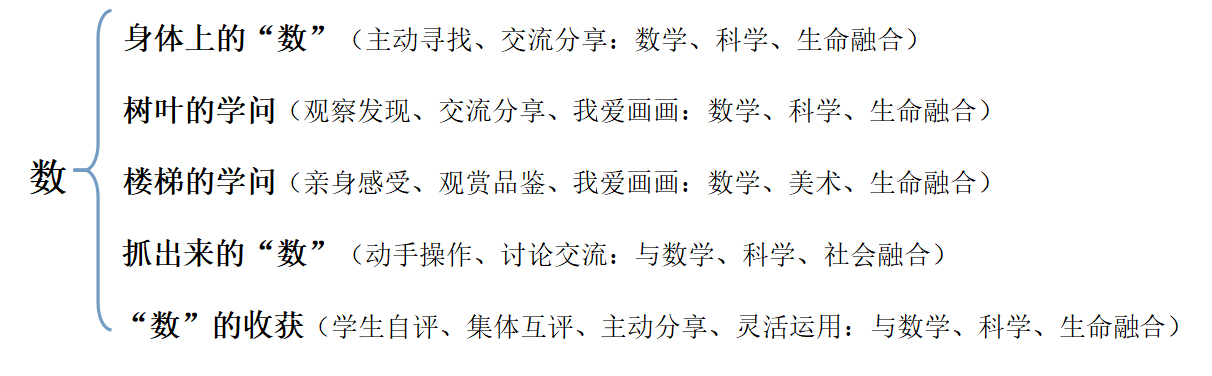 身体上的“数”（主动寻找、交流分享：数学、科学、生命融合）
树叶的学问（观察发现、交流分享、我爱画画：数学、科学、生命融合）
数
楼梯的学问（亲身感受、观赏品鉴、我爱画画：数学、美术、生命融合）
抓出来的“数”（动手操作、讨论交流：与数学、科学、社会融合）
“数”的收获（学生自评、集体互评、主动分享、灵活运用：与数学、科学、生命融合）